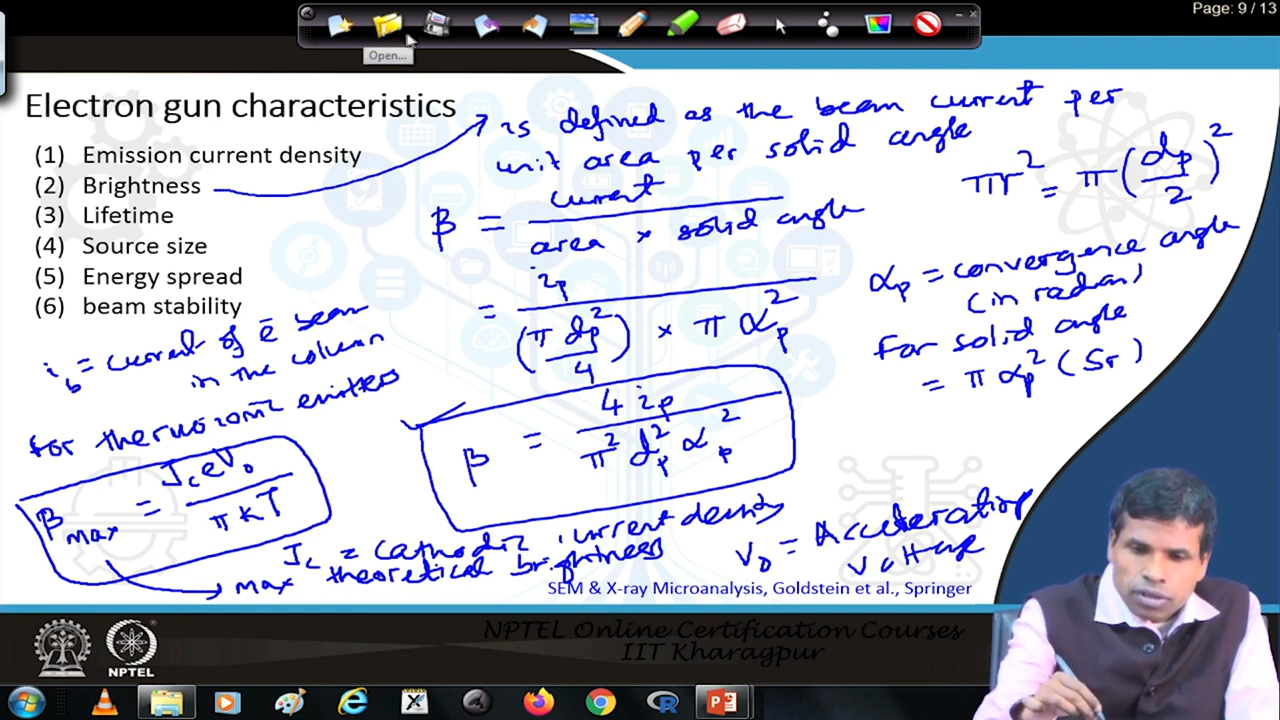 Page: 9 / 13
Open...
Electron gun characteristics
(1) Emission current density
(2) Brightness
(3) Lifetime
(4) Source size
(5) Energy spread
(6) beam stability
is defined as the beam current per
unit area per solid angle
β = current / area × solid angle
= i_p / (π d_p^2 / 4) × π α_p^2
β = 4 i_p / π^2 d_p^2 α_p^2
πr^2 = π (d_p / 2)^2
α_p = convergence angle
(in radian)
For solid angle
= π α_p^2 (Sr)
i_b = current of ē beam
in the column
for thermionic emitters
β_max = J_c e V_0 / π k T
J_c = cathodic current density
max theoretical brightness
V_0 = Acceleration
voltage
SEM & X-ray Microanalysis, Goldstein et al., Springer
NPTEL Online Certification Courses
IIT Kharagpur
NPTEL